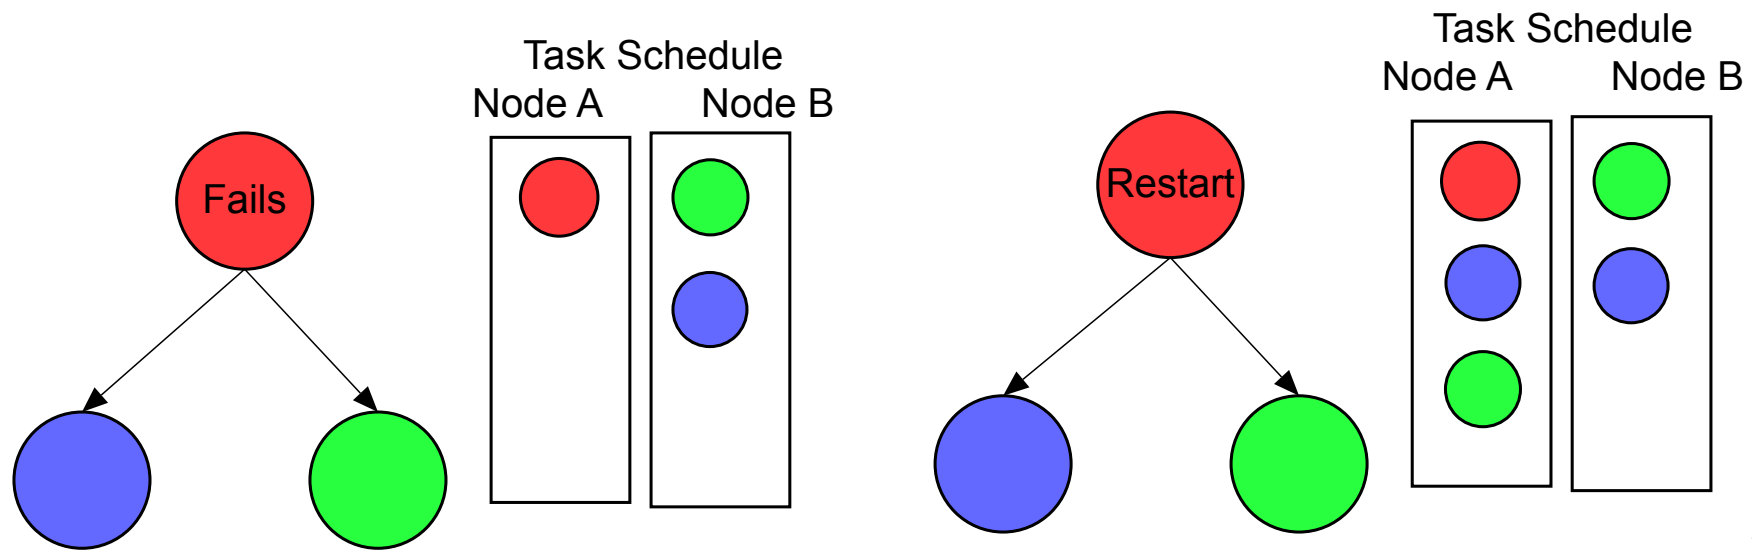 Task Schedule
Node A Node B
Fails
Task Schedule
Node A Node B
Restart